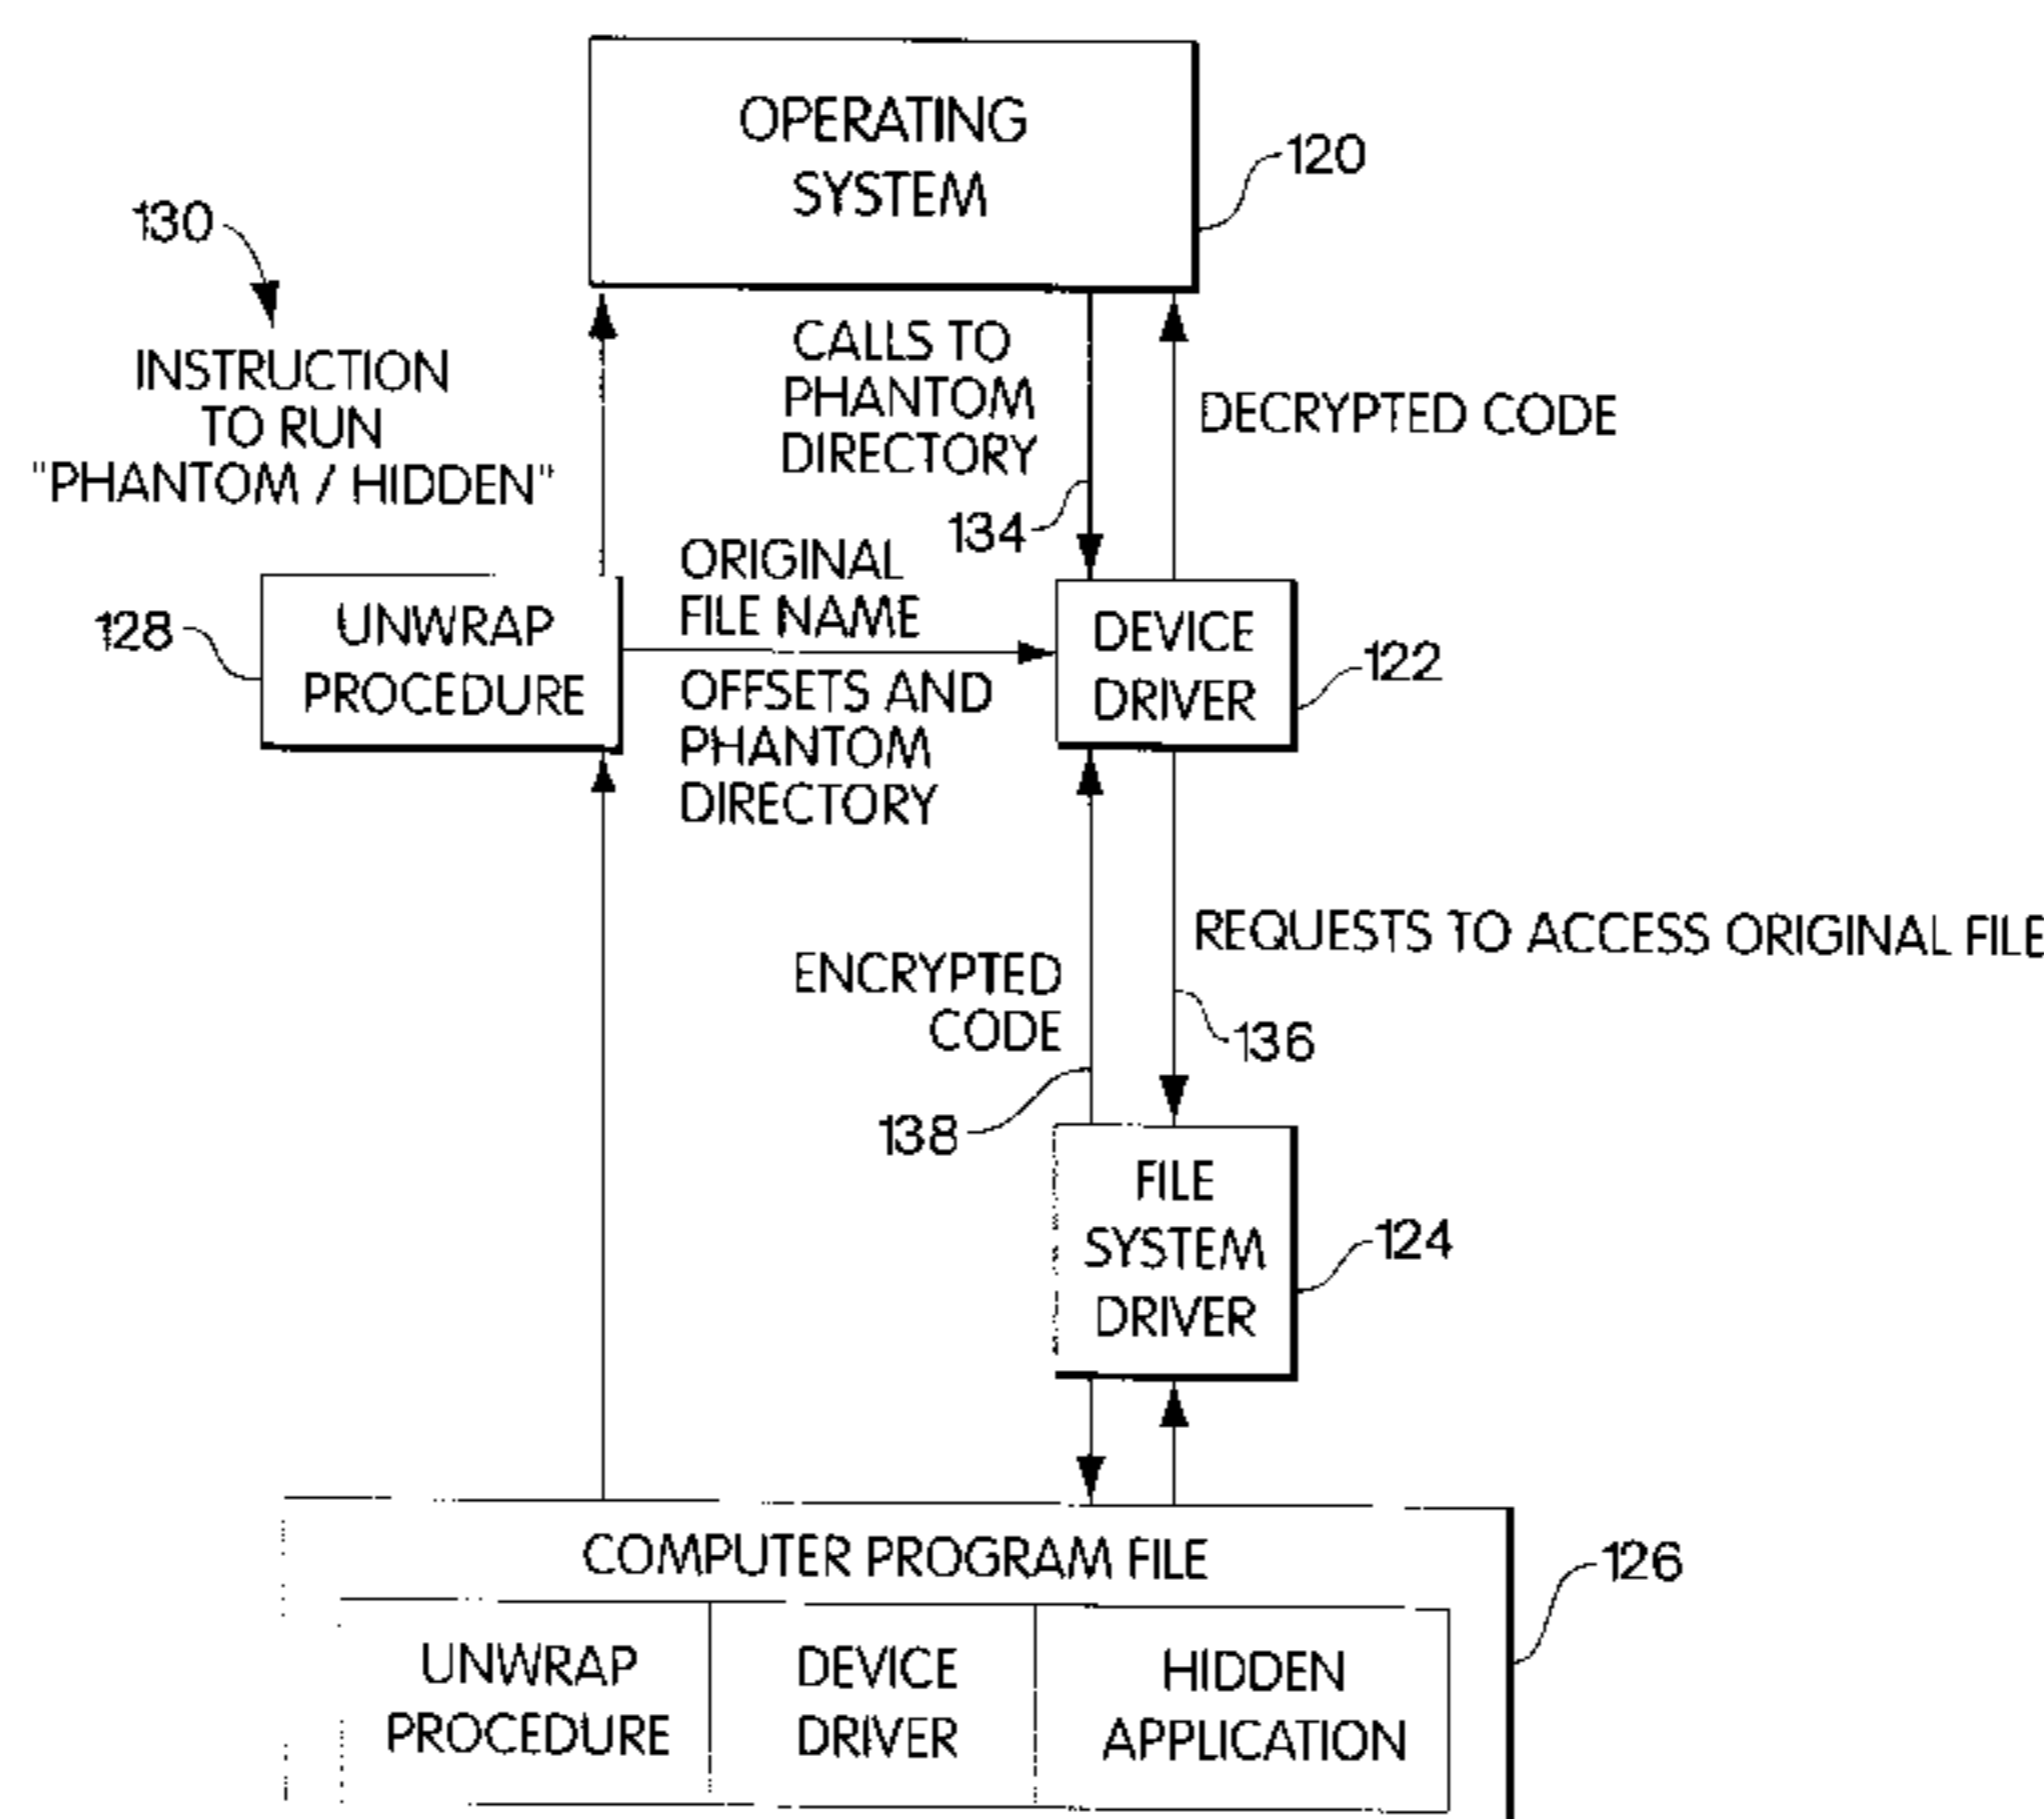 OPERATING
SYSTEM
120
130
INSTRUCTION
TO RUN
"PHANTOM / HIDDEN"
CALLS TO
PHANTOM
DIRECTORY
134
DECRYPTED CODE
128
UNWRAP
PROCEDURE
ORIGINAL
FILE NAME
OFFSETS AND
PHANTOM
DIRECTORY
DEVICE
DRIVER
122
ENCRYPTED
CODE
138
REQUESTS TO ACCESS ORIGINAL FILE
136
FILE
SYSTEM
DRIVER
124
COMPUTER PROGRAM FILE
126
UNWRAP
PROCEDURE
DEVICE
DRIVER
HIDDEN
APPLICATION